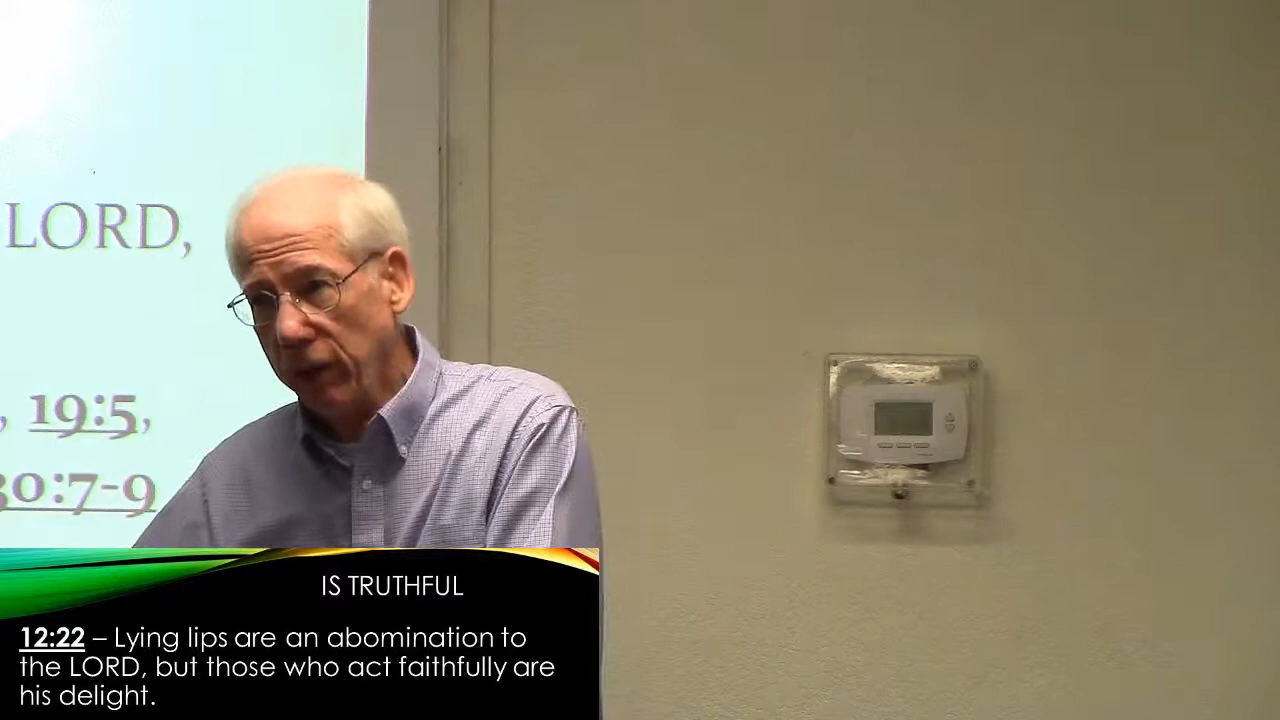 LORD,
, 19:5,
30:7-9
IS TRUTHFUL
12:22 – Lying lips are an abomination to
the LORD, but those who act faithfully are
his delight.